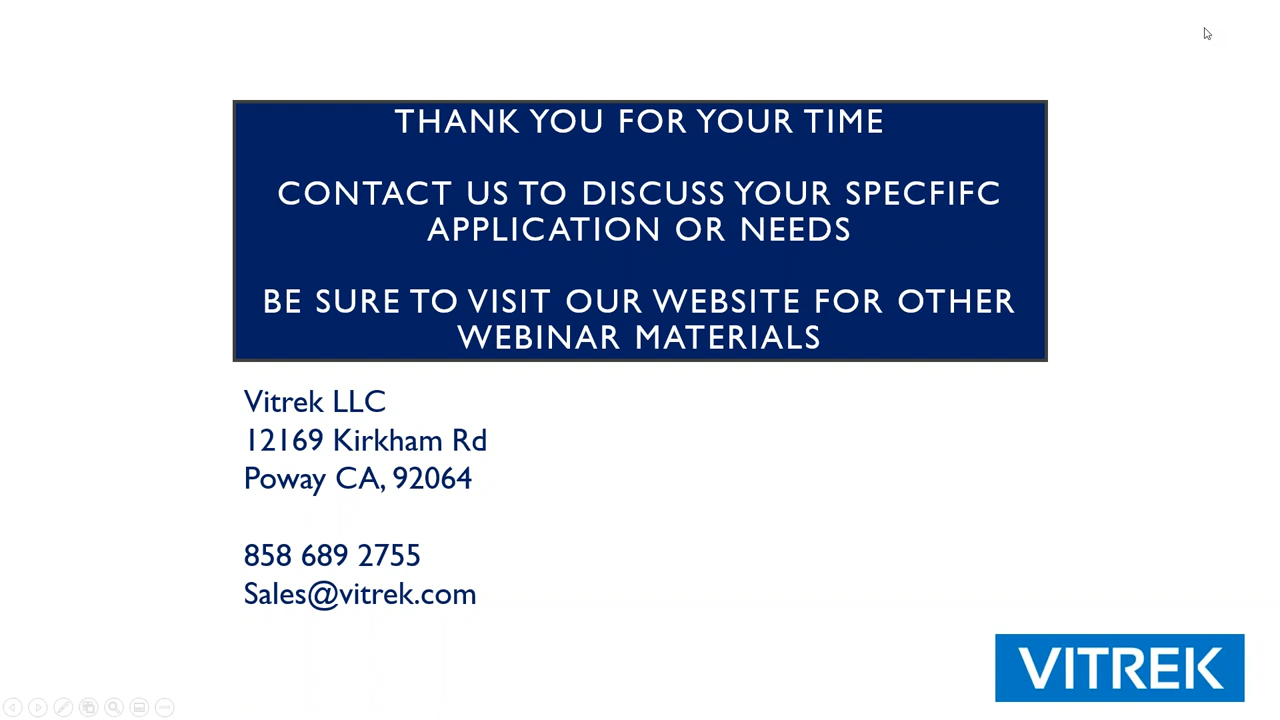 THANK YOU FOR YOUR TIME
CONTACT US TO DISCUSS YOUR SPECFIFC
APPLICATION OR NEEDS
BE SURE TO VISIT OUR WEBSITE FOR OTHER
WEBINAR MATERIALS
Vitrek LLC
12169 Kirkham Rd
Poway CA, 92064
858 689 2755
Sales@vitrek.com
VITREK